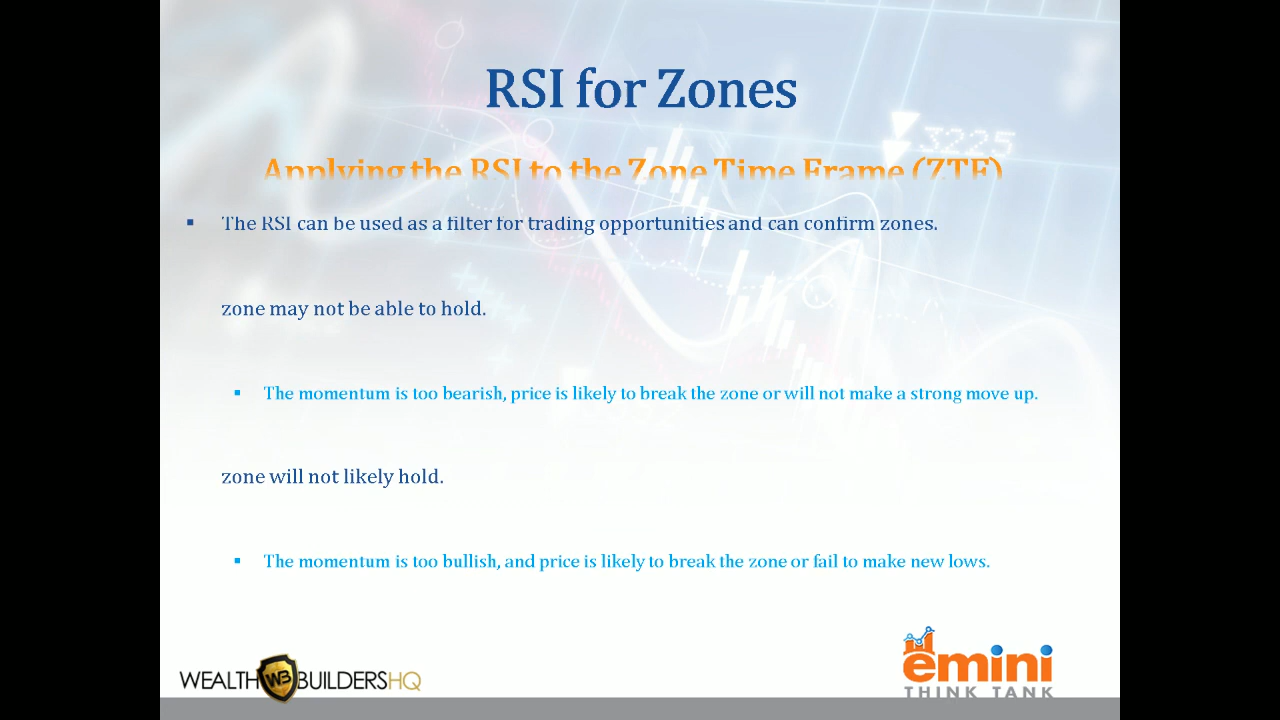 RSI for Zones
3225
Applying the RSI to the Zone Time Frame (ZTF)
▪ The RSI can be used as a filter for trading opportunities and can confirm zones.
zone may not be able to hold.
▪ The momentum is too bearish, price is likely to break the zone or will not make a strong move up.
zone will not likely hold.
▪ The momentum is too bullish, and price is likely to break the zone or fail to make new lows.
WEALTH WB BUILDERSHQ
emini
THINK TANK